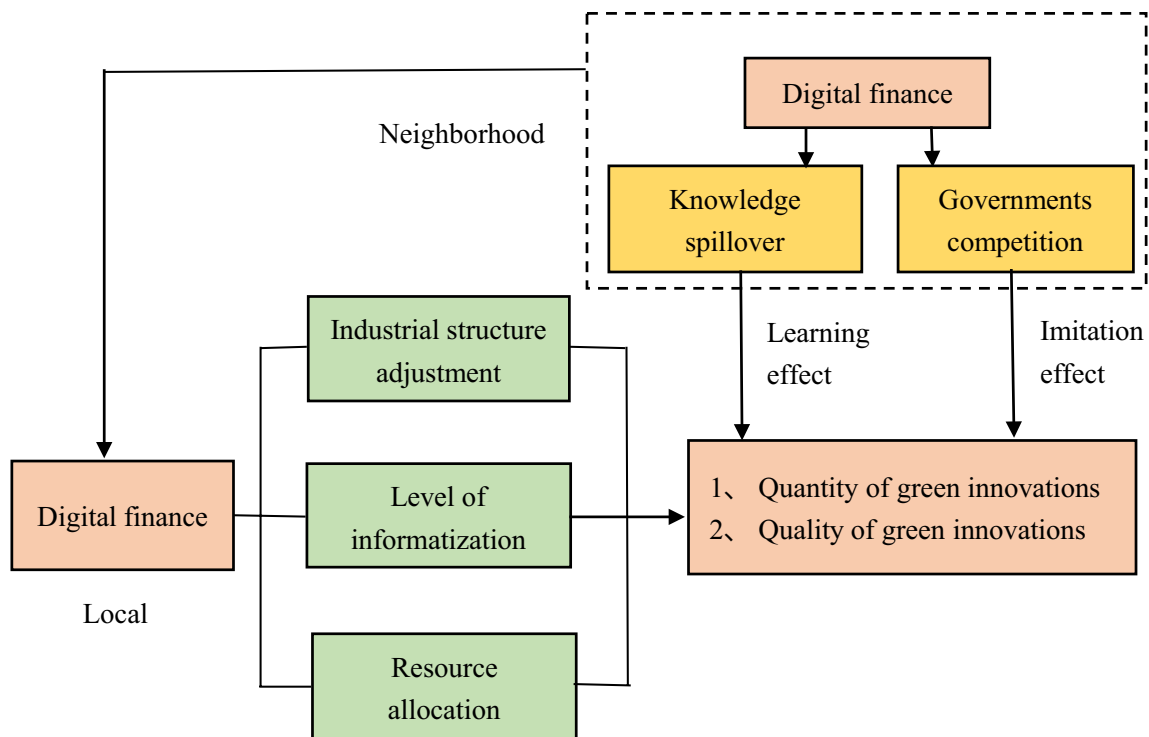 Digital finance
Neighborhood
Knowledge
spillover
Governments
competition
Industrial structure
adjustment
Learning
effect
Imitation
effect
Digital finance
Level of
informatization
1、 Quantity of green innovations
2、 Quality of green innovations
Local
Resource
allocation